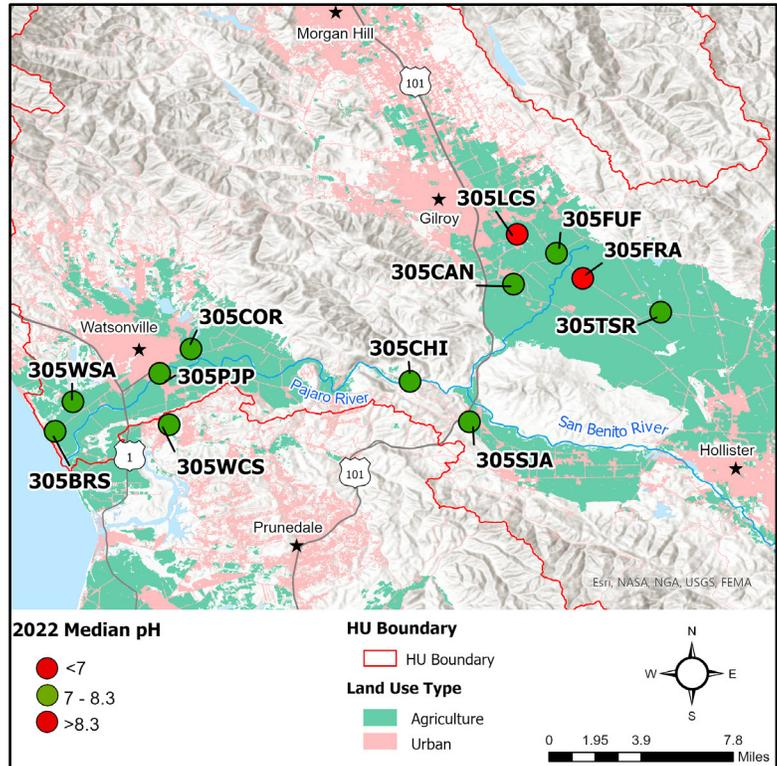 Morgan Hill
101
305LCS
Gilroy
305FUF
305FRA
305CAN
305TSR
305COR
Watsonville
305CHI
305WSA
305PJP
Pajaro River
San Benito River
305WCS
305SJA
Hollister
1
305BRS
101
Prunedale
Esri, NASA, NGA, USGS, FEMA
2022 Median pH
<7
7 - 8.3
>8.3
HU Boundary
HU Boundary
Land Use Type
Agriculture
Urban
N
W E
S
0 1.95 3.9 7.8
Miles